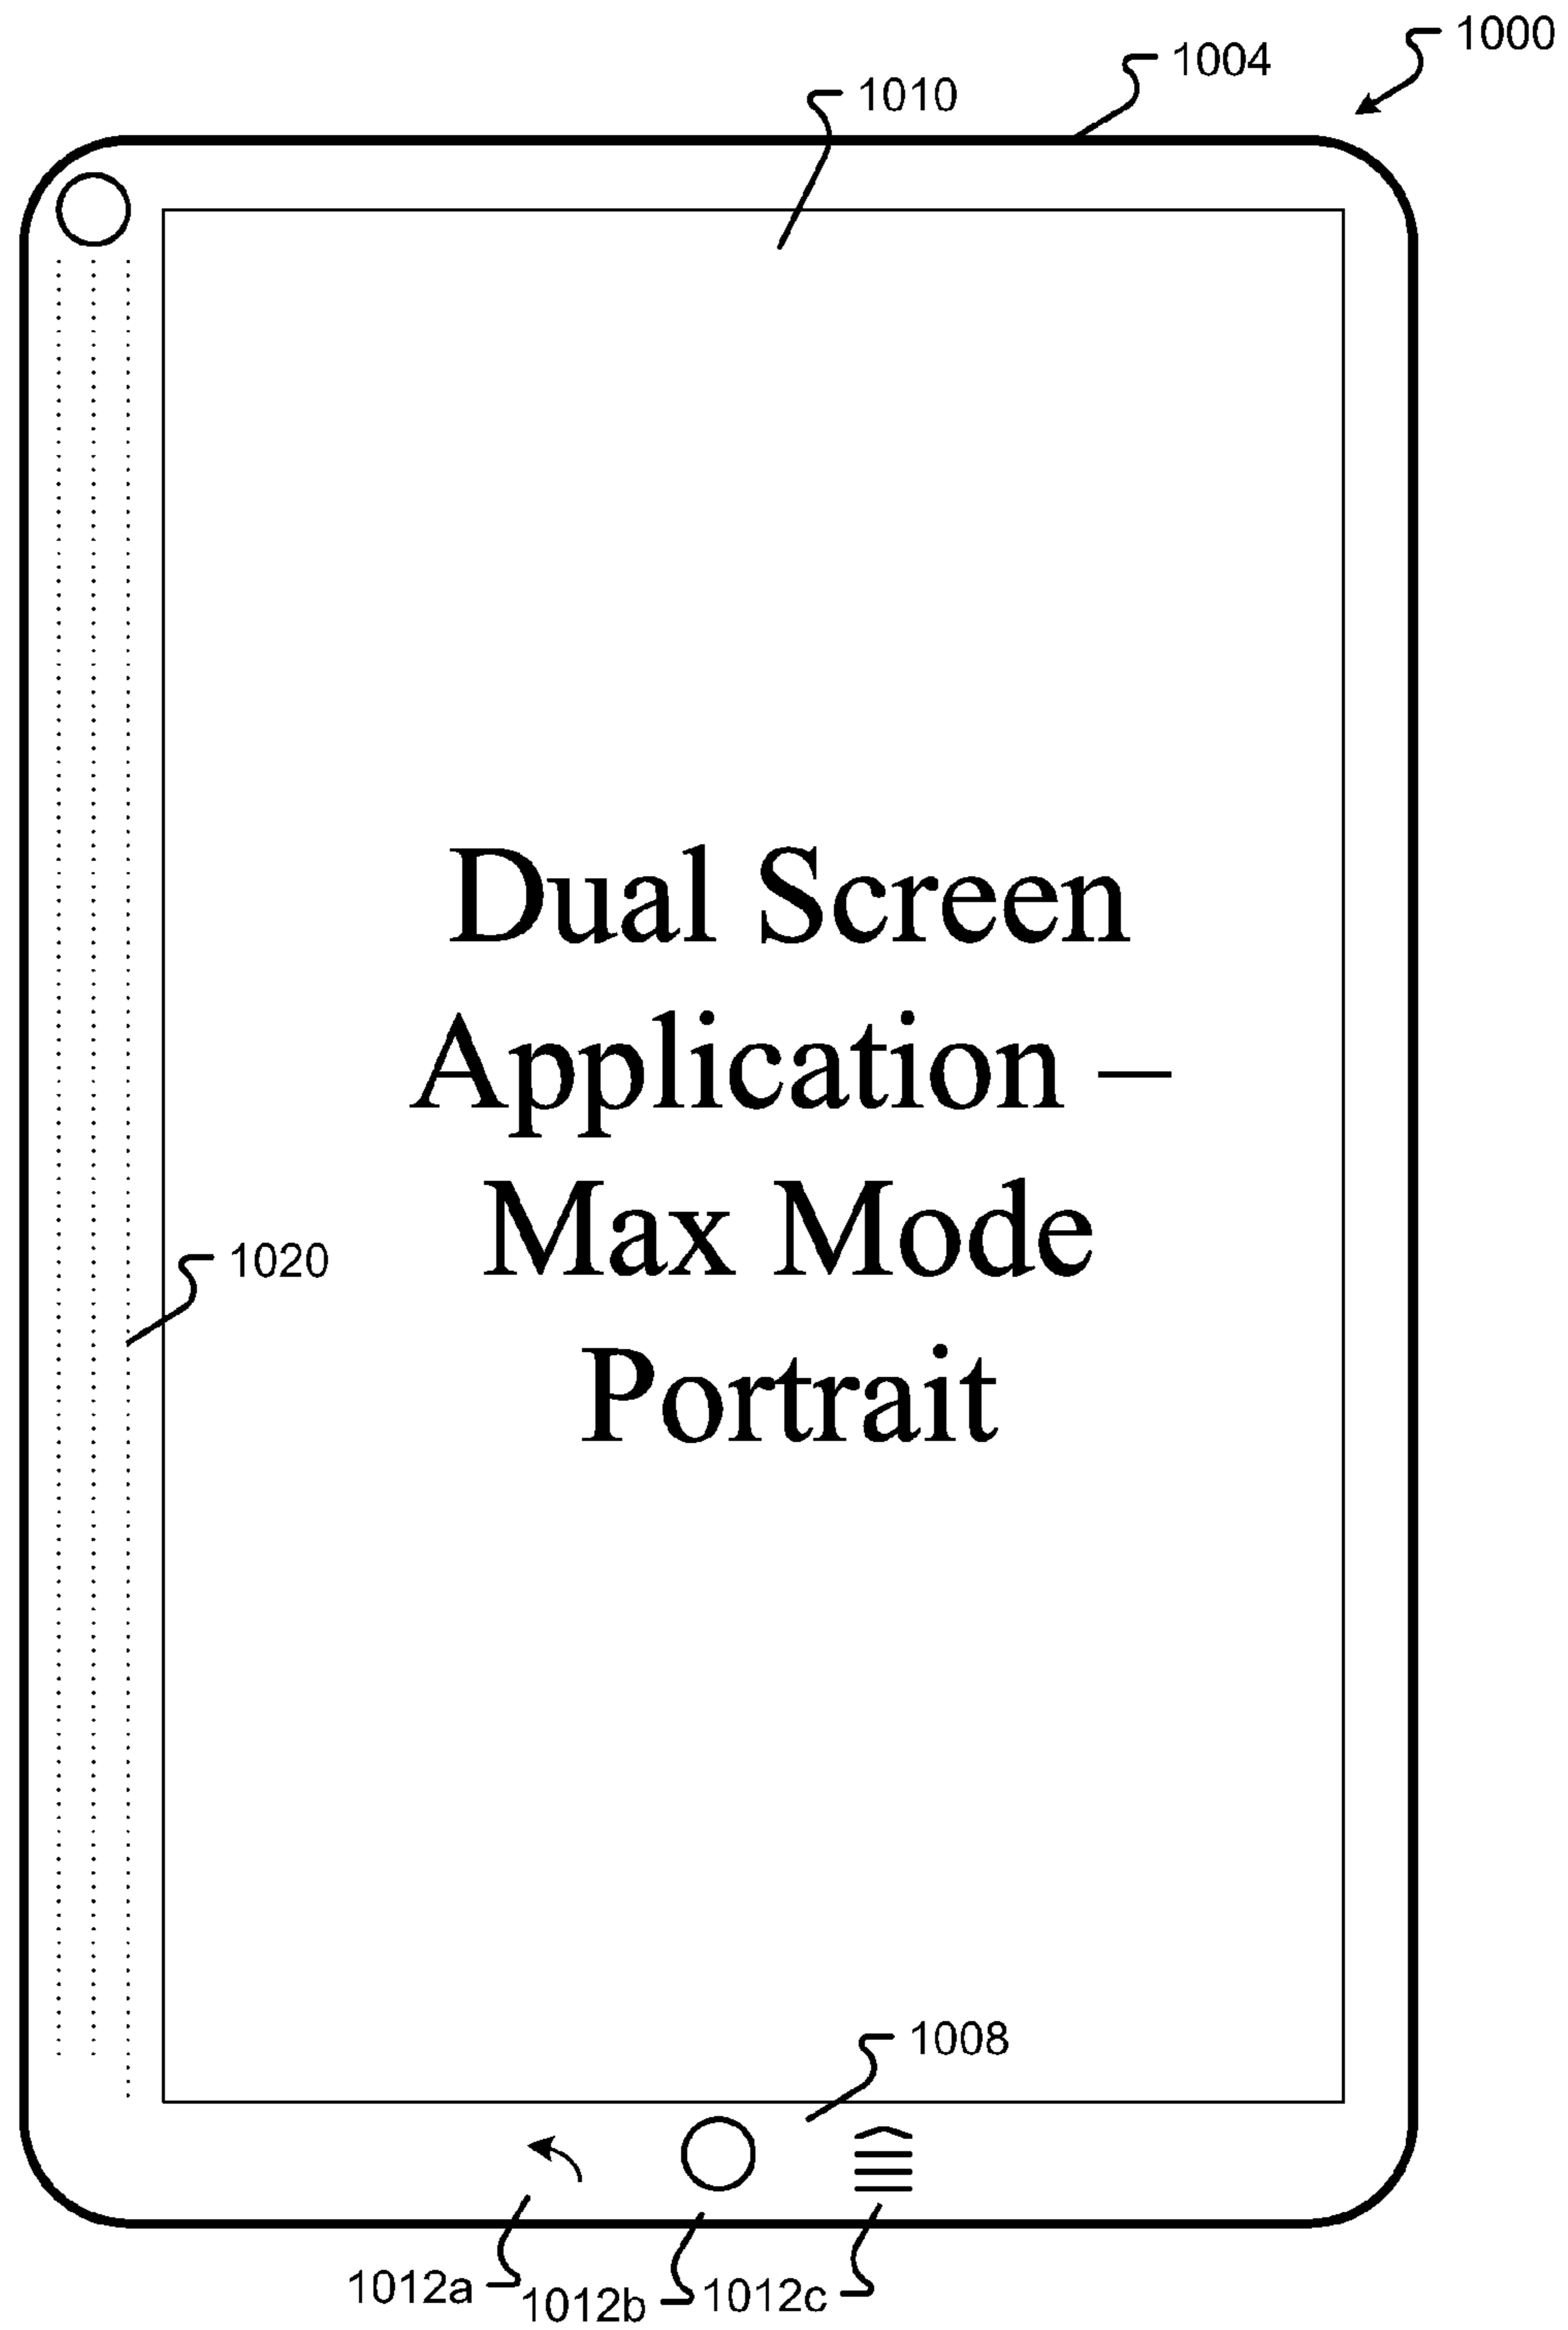 1000
1004
1010
Dual Screen
Application –
Max Mode
Portrait
1020
1008
1012a
1012b
1012c